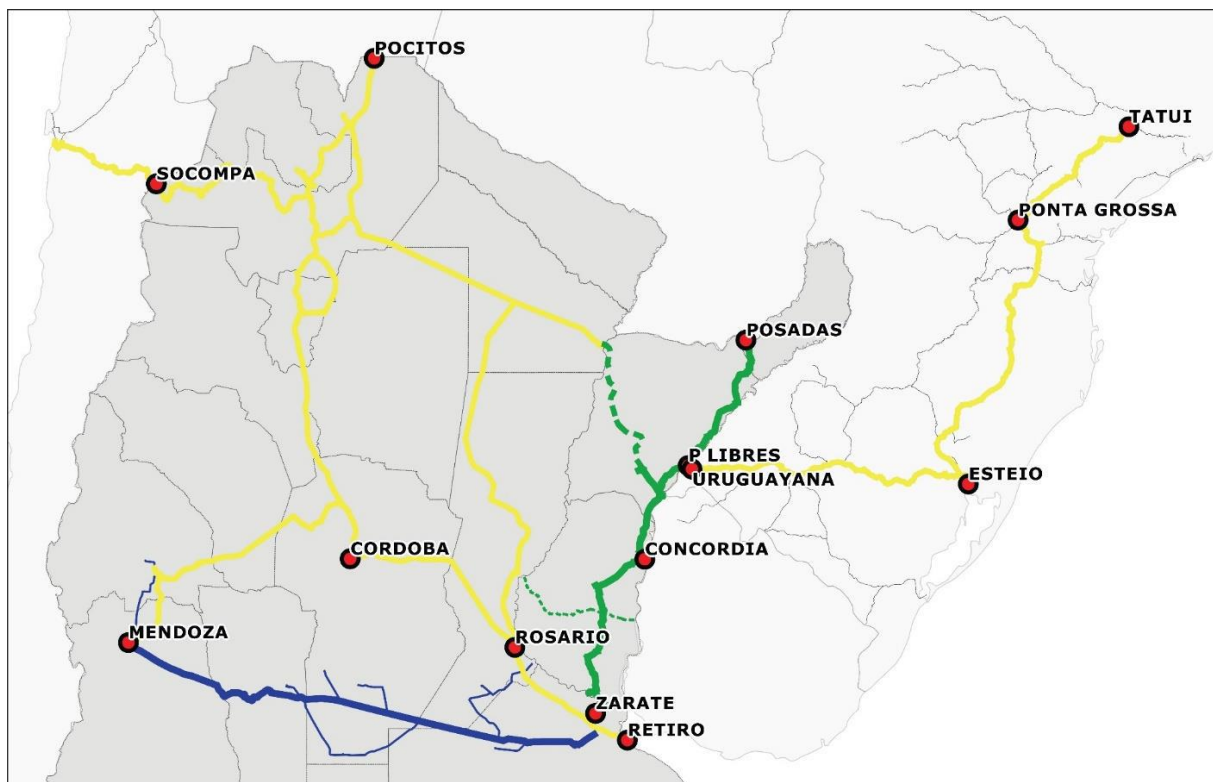 POCITOS
TATUI
SOCOMPA
PONTA GROSSA
POSADAS
P LIBRES
URUGUAYANA
ESTEIO
CORDOBA
CONCORDIA
MENDOZA
ROSARIO
ZARATE
RETIRO